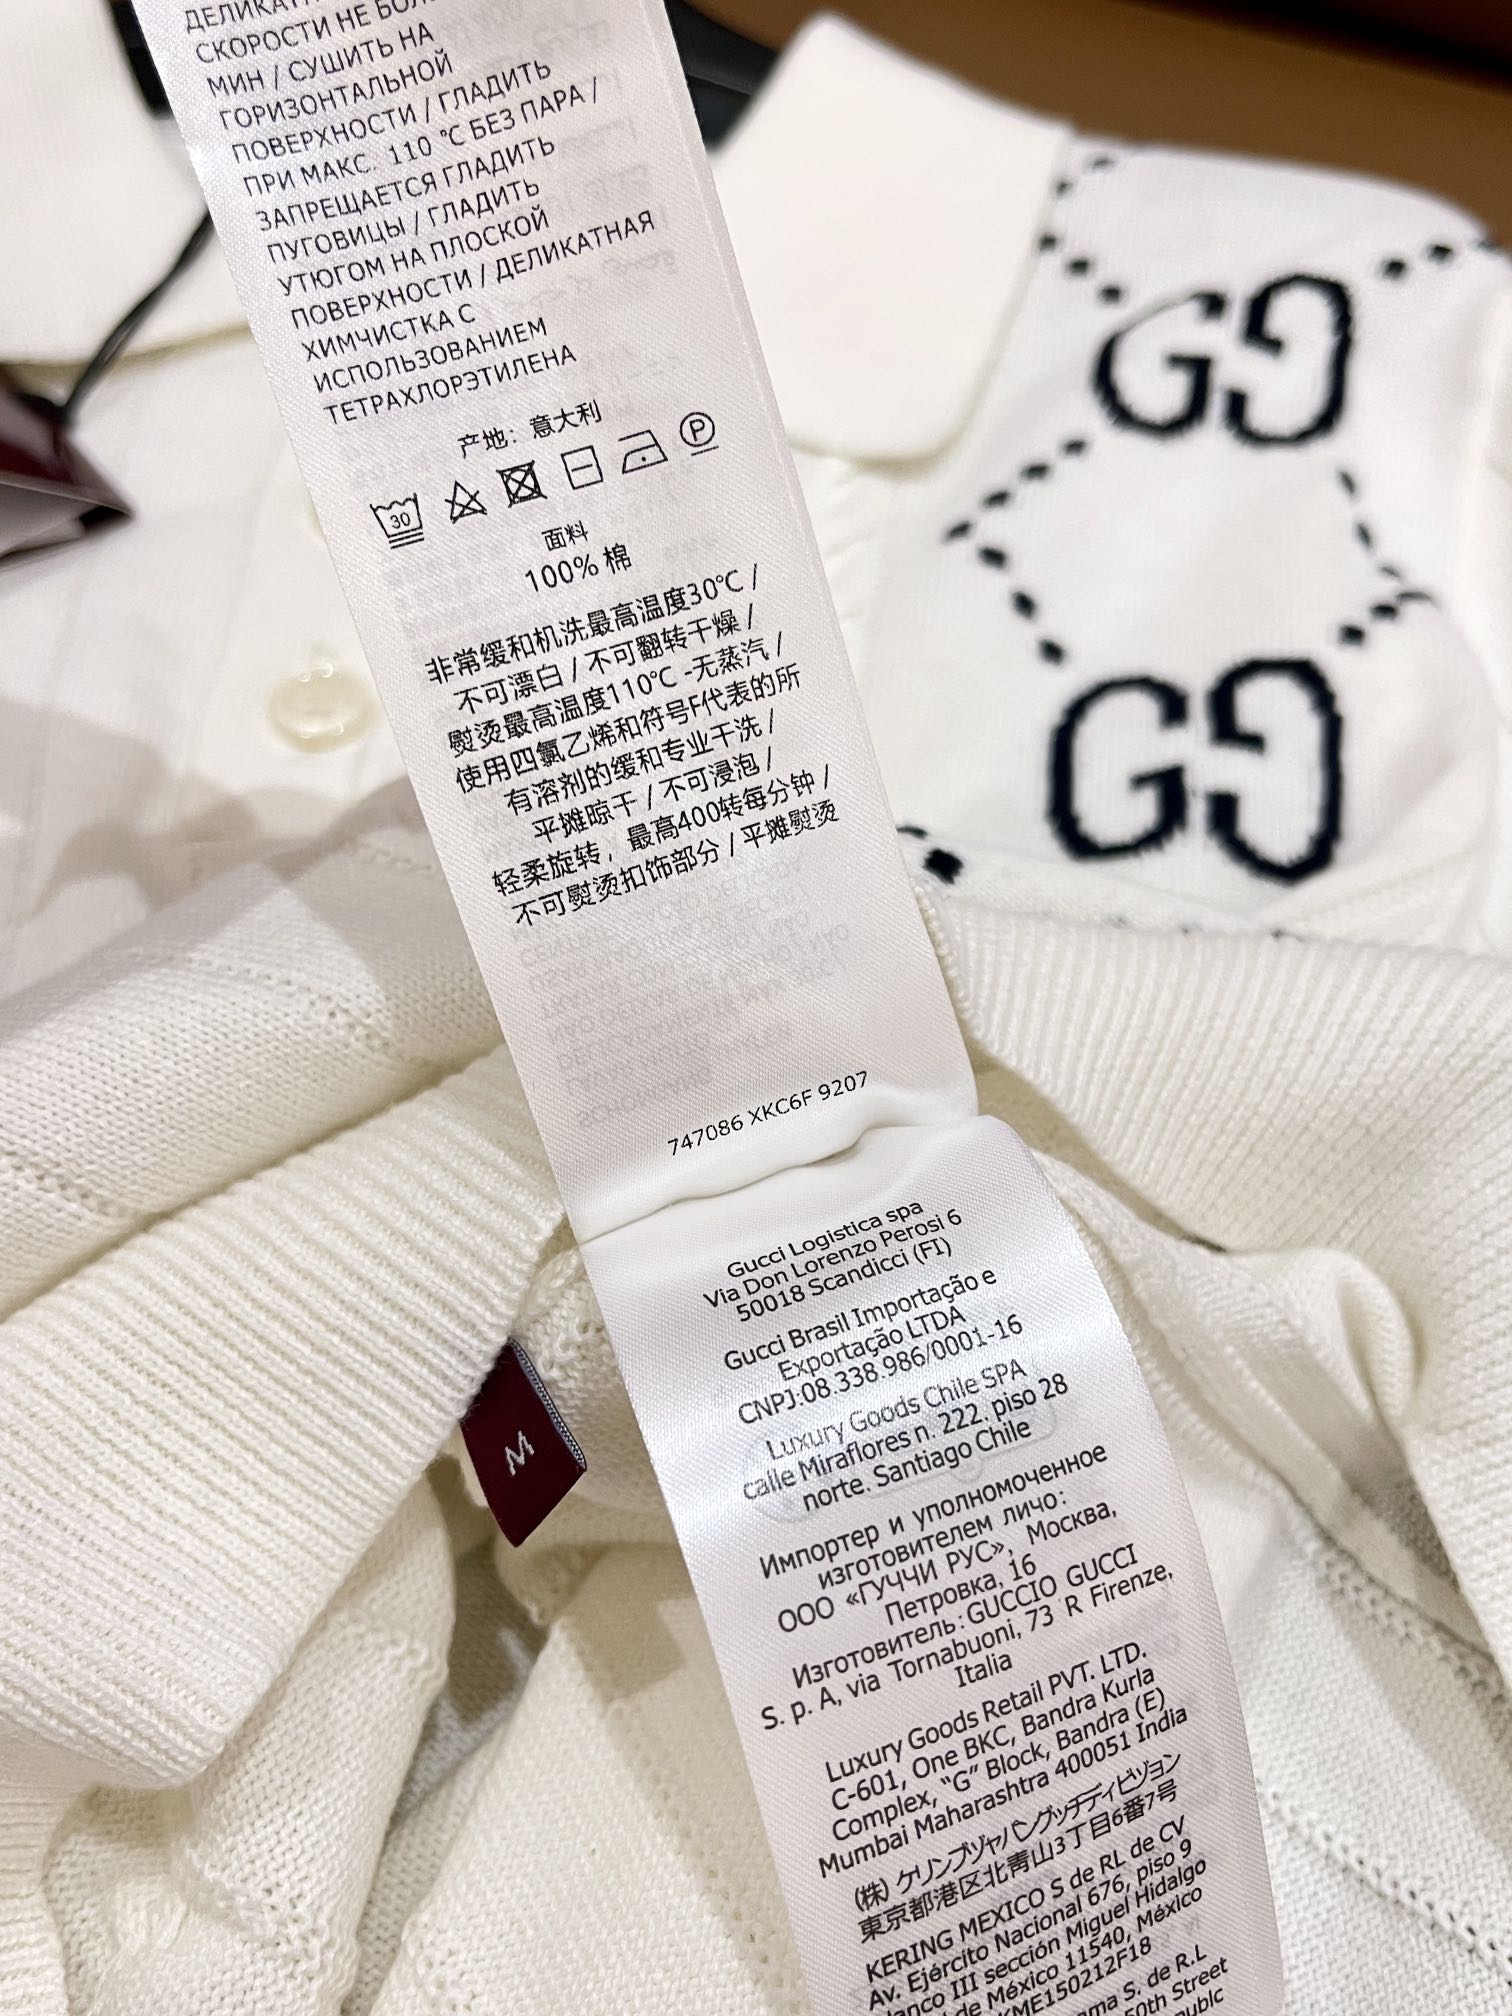 СКОРОСТИ НЕ
МИН / СУШИТЬ НА
ГОРИЗОНТАЛЬНОЙ
ПОВЕРХНОСТИ / ГЛАДИТЬ
ПРИ МАКС. 110 °C БЕЗ ПАРА /
ЗАПРЕЩАЕТСЯ ГЛАДИТЬ
ПУГОВИЦЫ / ГЛАДИТЬ
УТЮГОМ НА ПЛОСКОЙ
ПОВЕРХНОСТИ / ДЕЛИКАТНАЯ
ХИМЧИСТКА С
ИСПОЛЬЗОВАНИЕМ
ТЕТРАХЛОРЭТИЛЕНА
产地：意大利
30 P
面料
100% 棉
非常缓和机洗最高温度30℃ /
不可漂白 / 不可翻转干燥 /
熨烫最高温度110℃ -无蒸汽 /
使用四氯乙烯和符号F代表的所
有溶剂的缓和专业干洗 /
平摊晾干 / 不可浸泡 /
轻柔旋转，最高400转每分钟 /
不可熨烫扣饰部分 / 平摊熨烫
747086 XKC6F 9207
Gucci Logistica spa
Via Don Lorenzo Perosi 6
50018 Scandicci (FI)
Gucci Brasil Importação e
Exportação LTDA
CNPJ:08.338.986/0001-16
Luxury Goods Chile SPA
calle Miraflores n. 222. piso 28
norte. Santiago Chile
Импортер и уполномоченное
изготовителем личо:
ООО «ГУЧЧИ РУС», Москва,
Петровка, 16
Изготовитель:GUCCIO GUCCI
S. p. A, via Tornabuoni, 73 R Firenze,
Italia
Luxury Goods Retail PVT. LTD.
C-601, One BKC, Bandra Kurla
Complex, "G" Block, Bandra (E)
Mumbai Maharashtra 400051 India
(株) ケリングジャパングッチディビジョン
東京都港区北青山3丁目6番7号
KERING MEXICO S de RL de CV
Av. Ejército Nacional 676, piso 9
III sección Miguel Hidalgo
de México 11540, México
KME150212F18
S. de R.L
50th Street
M
GG
GG